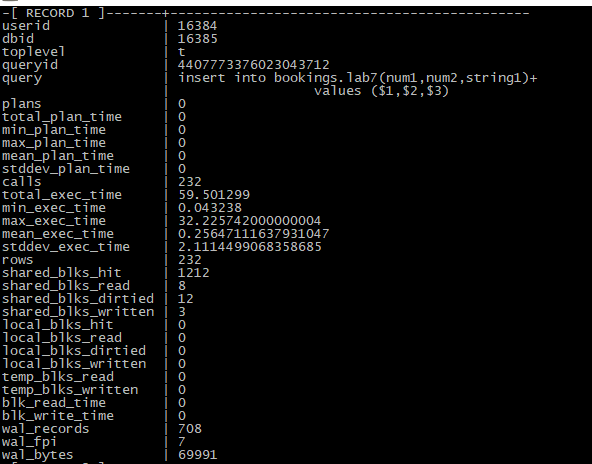 -[ RECORD 1 ]-------+-------------------------------------------
userid | 16384
dbid | 16385
toplevel | t
queryid | 4407773376023043712
query | insert into bookings.lab7(num1,num2,string1)+
| values ($1,$2,$3)
plans | 0
total_plan_time | 0
min_plan_time | 0
max_plan_time | 0
mean_plan_time | 0
stddev_plan_time | 0
calls | 232
total_exec_time | 59.501299
min_exec_time | 0.043238
max_exec_time | 32.225742000000004
mean_exec_time | 0.25647111637931047
stddev_exec_time | 2.1114499068358685
rows | 232
shared_blks_hit | 1212
shared_blks_read | 8
shared_blks_dirtied | 12
shared_blks_written | 3
local_blks_hit | 0
local_blks_read | 0
local_blks_dirtied | 0
local_blks_written | 0
temp_blks_read | 0
temp_blks_written | 0
blk_read_time | 0
blk_write_time | 0
wal_records | 708
wal_fpi | 7
wal_bytes | 69991